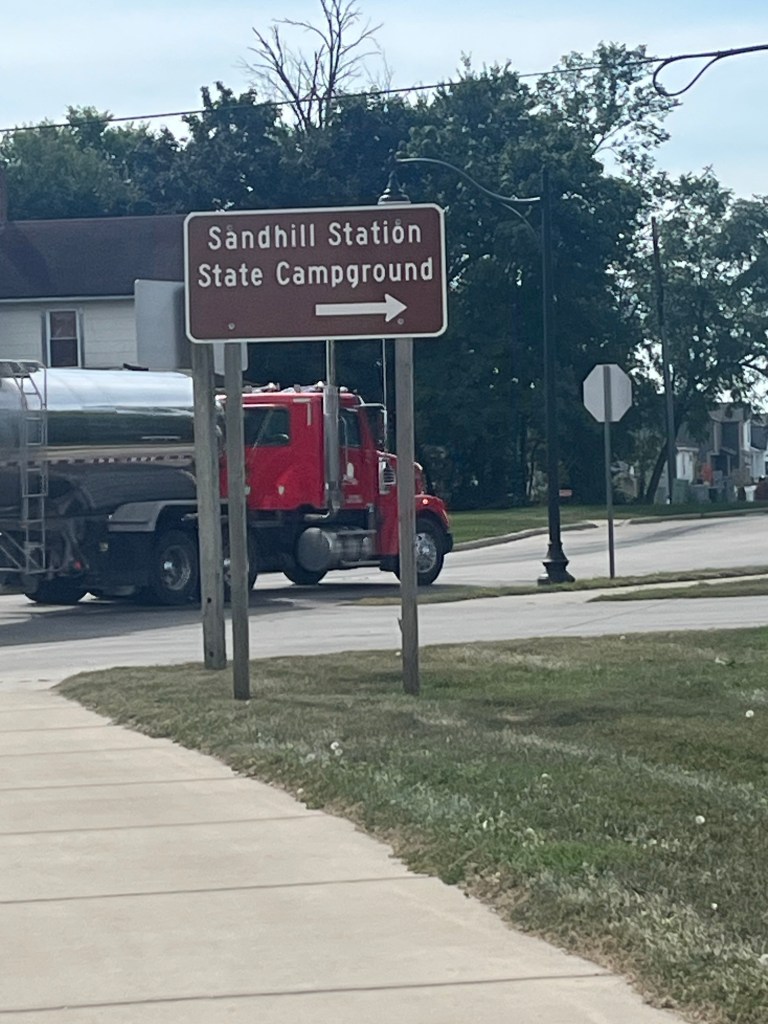 Sandhill Station
State Campground